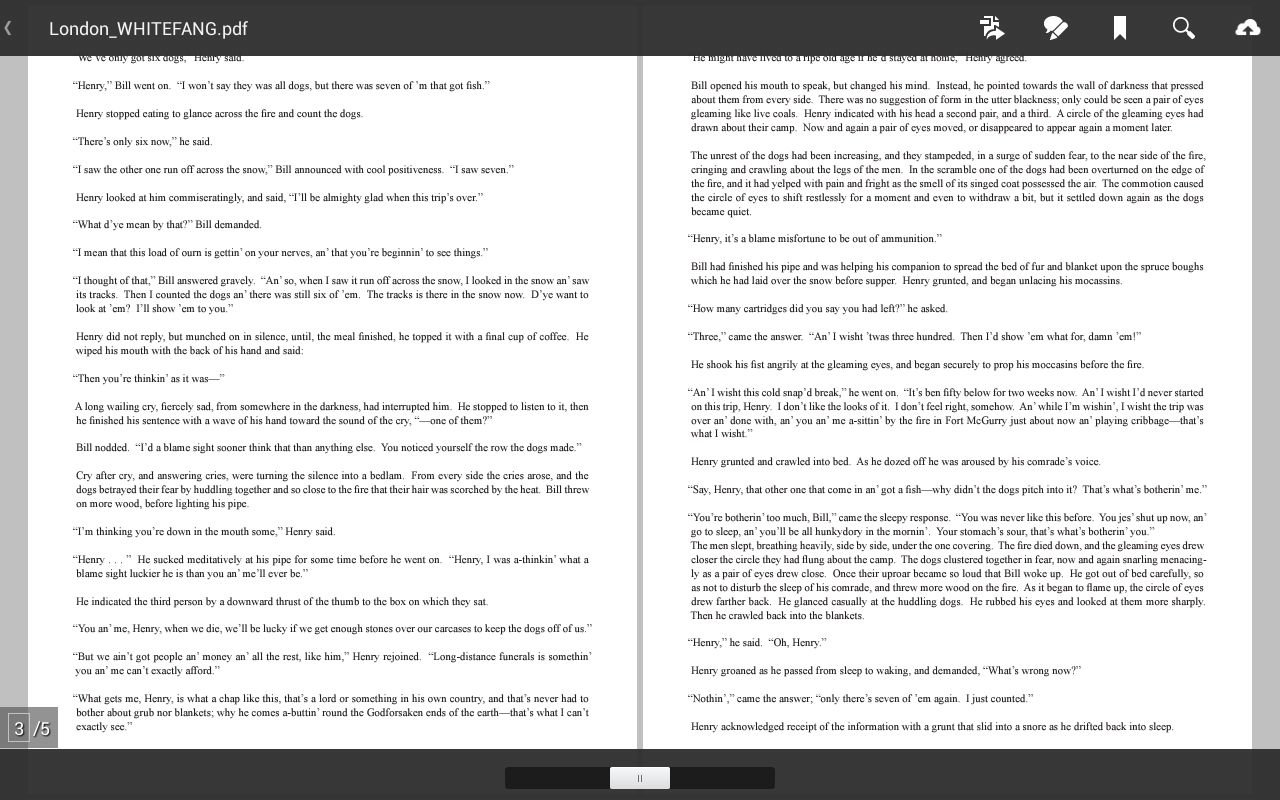 London_WHITEFANG.pdf
"We've only got six dogs," Henry said.
"Henry," Bill went on.  "I won't say they was all dogs, but there was seven of 'm that got fish."
Henry stopped eating to glance across the fire and count the dogs.
"There's only six now," he said.
"I saw the other one run off across the snow," Bill announced with cool positiveness.  "I saw seven."
Henry looked at him commiseratingly, and said, "I'll be almighty glad when this trip's over."
"What d'ye mean by that?" Bill demanded.
"I mean that this load of ourn is gettin' on your nerves, an' that you're beginnin' to see things."
"I thought of that," Bill answered gravely.  "An' so, when I saw it run off across the snow, I looked in the snow an' saw
its tracks.  Then I counted the dogs an' there was still six of 'em.  The tracks is there in the snow now.  D'ye want to
look at 'em?  I'll show 'em to you."
Henry did not reply, but munched on in silence, until, the meal finished, he topped it with a final cup of coffee.  He
wiped his mouth with the back of his hand and said:
"Then you're thinkin' as it was—"
A long wailing cry, fiercely sad, from somewhere in the darkness, had interrupted him.  He stopped to listen to it, then
he finished his sentence with a wave of his hand toward the sound of the cry, "—one of them?"
Bill nodded.  "I'd a blame sight sooner think that than anything else.  You noticed yourself the row the dogs made."
Cry after cry, and answering cries, were turning the silence into a bedlam.  From every side the cries arose, and the
dogs betrayed their fear by huddling together and so close to the fire that their hair was scorched by the heat.  Bill threw
on more wood, before lighting his pipe.
"I'm thinking you're down in the mouth some," Henry said.
"Henry . . . "  He sucked meditatively at his pipe for some time before he went on.  "Henry, I was a-thinkin' what a
blame sight luckier he is than you an' me'll ever be."
He indicated the third person by a downward thrust of the thumb to the box on which they sat.
"You an' me, Henry, when we die, we'll be lucky if we get enough stones over our carcases to keep the dogs off of us."
"But we ain't got people an' money an' all the rest, like him," Henry rejoined.  "Long-distance funerals is somethin'
you an' me can't exactly afford."
"What gets me, Henry, is what a chap like this, that's a lord or something in his own country, and that's never had to
bother about grub nor blankets; why he comes a-buttin' round the Godforsaken ends of the earth—that's what I can't
exactly see."
"He might have lived to a ripe old age if he'd stayed at home," Henry agreed.
Bill opened his mouth to speak, but changed his mind.  Instead, he pointed towards the wall of darkness that pressed
about them from every side.  There was no suggestion of form in the utter blackness; only could be seen a pair of eyes
gleaming like live coals.  Henry indicated with his head a second pair, and a third.  A circle of the gleaming eyes had
drawn about their camp.  Now and again a pair of eyes moved, or disappeared to appear again a moment later.
The unrest of the dogs had been increasing, and they stampeded, in a surge of sudden fear, to the near side of the fire,
cringing and crawling about the legs of the men.  In the scramble one of the dogs had been overturned on the edge of
the fire, and it had yelped with pain and fright as the smell of its singed coat possessed the air.  The commotion caused
the circle of eyes to shift restlessly for a moment and even to withdraw a bit, but it settled down again as the dogs
became quiet.
"Henry, it's a blame misfortune to be out of ammunition."
Bill had finished his pipe and was helping his companion to spread the bed of fur and blanket upon the spruce boughs
which he had laid over the snow before supper.  Henry grunted, and began unlacing his mocassins.
"How many cartridges did you say you had left?" he asked.
"Three," came the answer.  "An' I wisht 'twas three hundred.  Then I'd show 'em what for, damn 'em!"
He shook his fist angrily at the gleaming eyes, and began securely to prop his moccasins before the fire.
"An' I wisht this cold snap'd break," he went on.  "It's ben fifty below for two weeks now.  An' I wisht I'd never started
on this trip, Henry.  I don't like the looks of it.  I don't feel right, somehow.  An' while I'm wishin', I wisht the trip was
over an' done with, an' you an' me a-sittin' by the fire in Fort McGurry just about now an' playing cribbage—that's
what I wisht."
Henry grunted and crawled into bed.  As he dozed off he was aroused by his comrade's voice.
"Say, Henry, that other one that come in an' got a fish—why didn't the dogs pitch into it?  That's what's botherin' me."
"You're botherin' too much, Bill," came the sleepy response.  "You was never like this before.  You jes' shut up now, an'
go to sleep, an' you'll be all hunkydory in the mornin'.  Your stomach's sour, that's what's botherin' you."
The men slept, breathing heavily, side by side, under the one covering.  The fire died down, and the gleaming eyes drew
closer the circle they had flung about the camp.  The dogs clustered together in fear, now and again snarling menacing-
ly as a pair of eyes drew close.  Once their uproar became so loud that Bill woke up.  He got out of bed carefully, so
as not to disturb the sleep of his comrade, and threw more wood on the fire.  As it began to flame up, the circle of eyes
drew farther back.  He glanced casually at the huddling dogs.  He rubbed his eyes and looked at them more sharply.
Then he crawled back into the blankets.
"Henry," he said.  "Oh, Henry."
Henry groaned as he passed from sleep to waking, and demanded, "What's wrong now?"
"Nothin'," came the answer; "only there's seven of 'em again.  I just counted."
Henry acknowledged receipt of the information with a grunt that slid into a snore as he drifted back into sleep.
3 /5